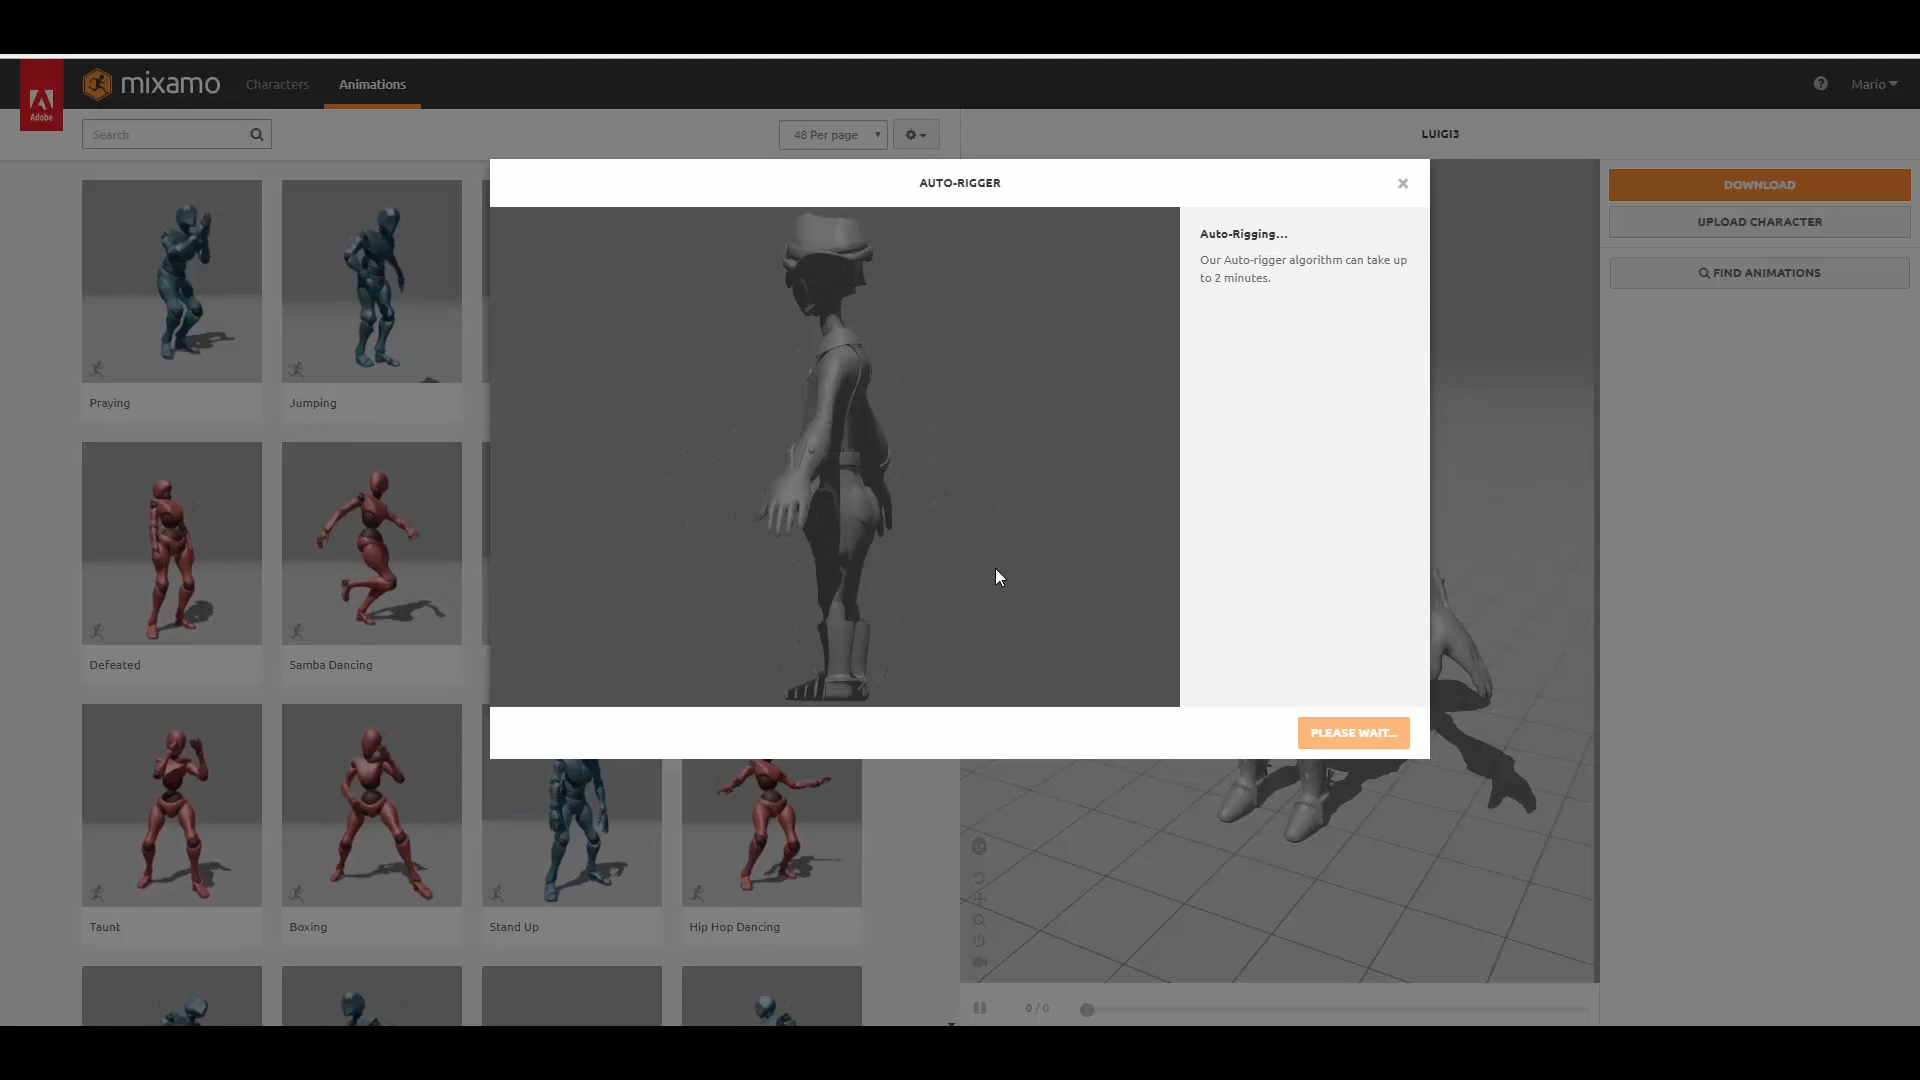 Adobe
mixamo
Characters
Animations
Mario
Search
48 Per page
LUIGI3
AUTO-RIGGER
DOWNLOAD
UPLOAD CHARACTER
FIND ANIMATIONS
Auto-Rigging...
Our Auto-rigger algorithm can take up
to 2 minutes.
Praying
Jumping
Defeated
Samba Dancing
PLEASE WAIT...
Taunt
Boxing
Stand Up
Hip Hop Dancing
0 / 0